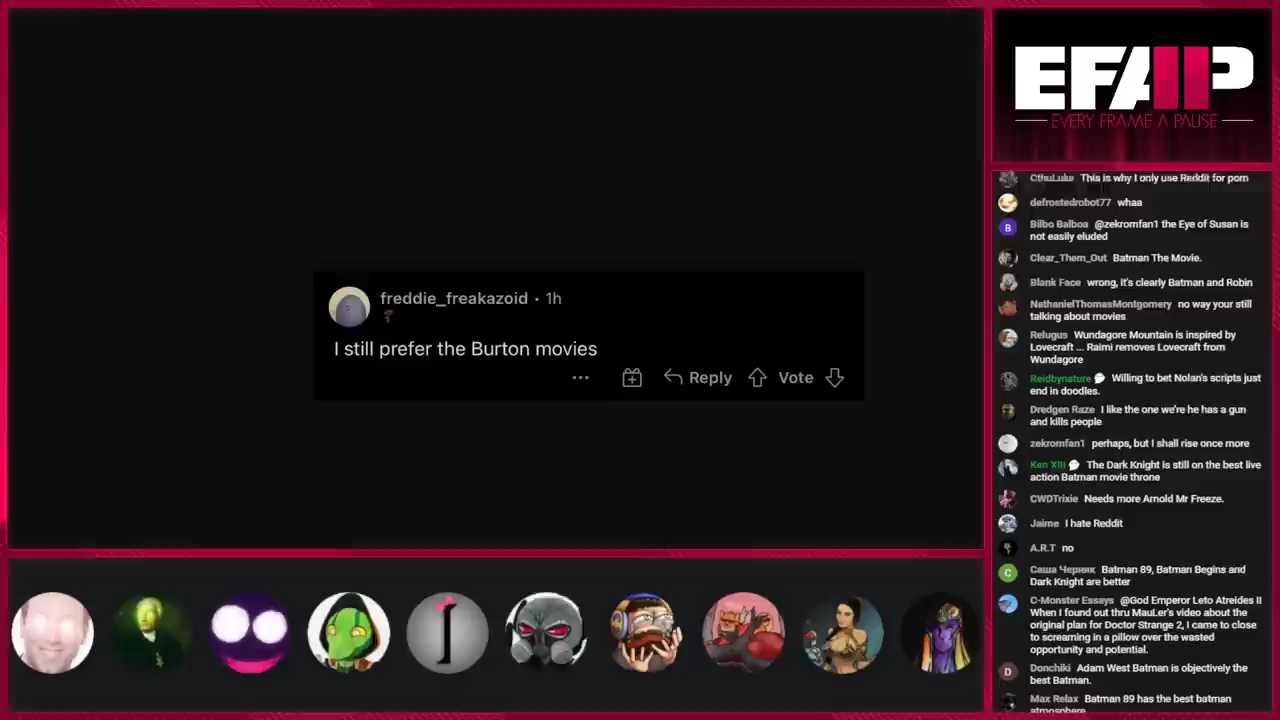 freddie_freakazoid · 1h
I still prefer the Burton movies
Reply
Vote
EFAP
EVERY FRAME A PAUSE
CthuLulu This is why I only use Reddit for porn
defrostedrobot77 whaa
B
Bilbo Balboa @zekromfan1 the Eye of Susan is
not easily eluded
Clear_Them_Out Batman The Movie.
Blank Face wrong, it's clearly Batman and Robin
NathanielThomasMontgomery no way your still
talking about movies
Relugus Wundagore Mountain is inspired by
Lovecraft ... Raimi removes Lovecraft from
Wundagore
Reidbynature Willing to bet Nolan's scripts just
end in doodles.
Dredgen Raze I like the one we're he has a gun
and kills people
zekromfan1 perhaps, but I shall rise once more
Ken XIII The Dark Knight is still on the best live
action Batman movie throne
CWDTrixie Needs more Arnold Mr Freeze.
Jaime I hate Reddit
A.R.T no
C
Саша Черняк Batman 89, Batman Begins and
Dark Knight are better
C-Monster Essays @God Emperor Leto Atreides II
When I found out thru MauLer's video about the
original plan for Doctor Strange 2, I came to close
to screaming in a pillow over the wasted
opportunity and potential.
D
Donchiki Adam West Batman is objectively the
best Batman.
Max Relax Batman 89 has the best batman
atmosphere